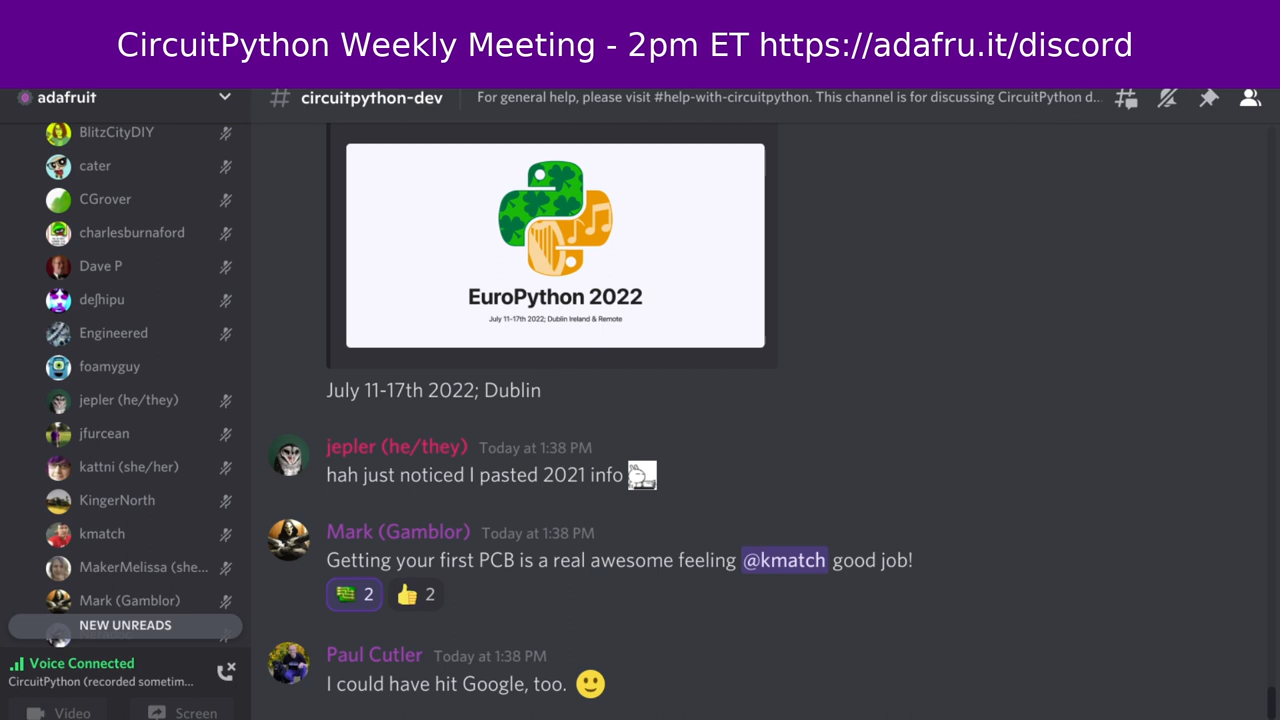 CircuitPython Weekly Meeting - 2pm ET https://adafru.it/discord
adafruit
# circuitpython-dev
For general help, please visit #help-with-circuitpython. This channel is for discussing CircuitPython d...
BlitzCityDIY
cater
CGrover
charlesburnaford
Dave P
deʃhipu
Engineered
foamyguy
jepler (he/they)
jfurcean
kattni (she/her)
KingerNorth
kmatch
MakerMelissa (she...
Mark (Gamblor)
NEW UNREADS
Voice Connected
CircuitPython (recorded sometim...
Video
Screen
EuroPython 2022
July 11-17th 2022; Dublin Ireland & Remote
July 11-17th 2022; Dublin
jepler (he/they) Today at 1:38 PM
hah just noticed I pasted 2021 info
Mark (Gamblor) Today at 1:38 PM
Getting your first PCB is a real awesome feeling @kmatch good job!
2 2
Paul Cutler Today at 1:38 PM
I could have hit Google, too.